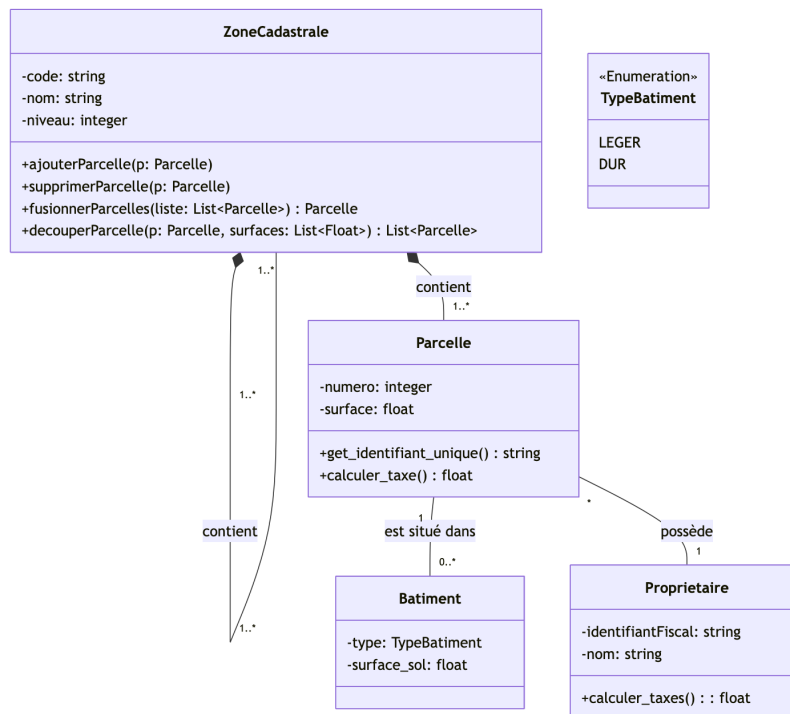 ZoneCadastrale
-code: string
-nom: string
-niveau: integer
+ajouterParcelle(p: Parcelle)
+supprimerParcelle(p: Parcelle)
+fusionnerParcelles(liste: List<Parcelle>) : Parcelle
+decouperParcelle(p: Parcelle, surfaces: List<Float>) : List<Parcelle>
«Enumeration»
TypeBatiment
LEGER
DUR
1..*
contient
1..*
Parcelle
-numero: integer
-surface: float
+get_identifiant_unique() : string
+calculer_taxe() : float
1..*
contient
1..*
1
est situé dans
0..*
*
possède
1
Batiment
-type: TypeBatiment
-surface_sol: float
Proprietaire
-identifiantFiscal: string
-nom: string
+calculer_taxes() : : float